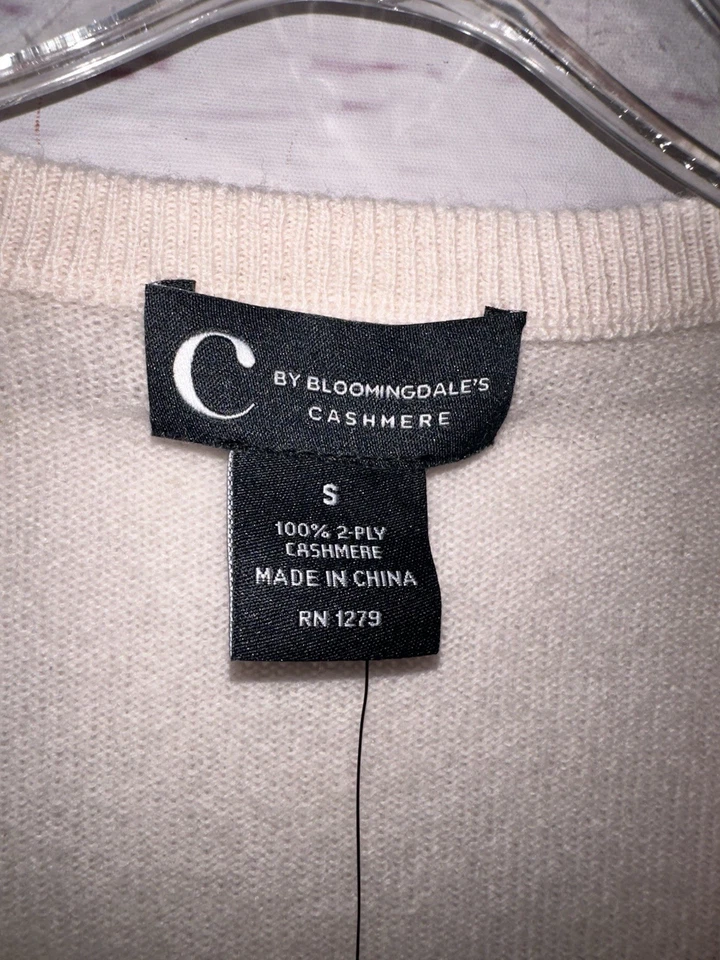 C
BY BLOOMINGDALE'S
CASHMERE
S
100% 2-PLY
CASHMERE
MADE IN CHINA
RN 1279